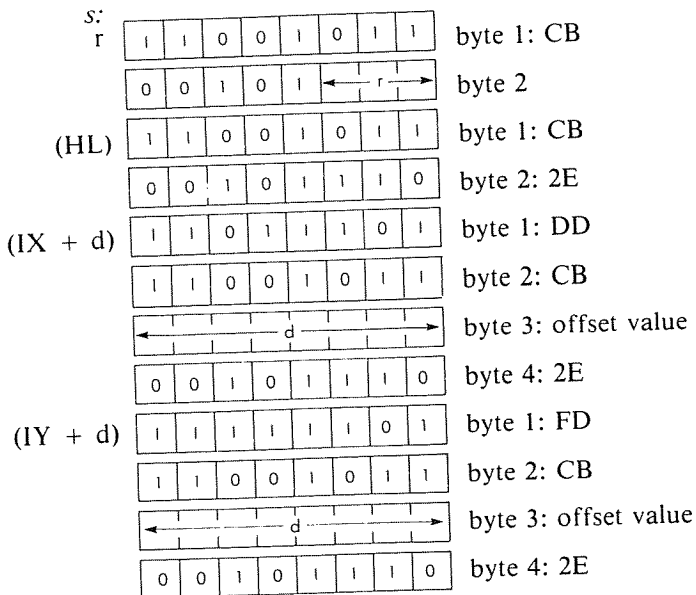 s:
r 1 1 0 0 1 0 1 1 byte 1: CB
0 0 1 0 1 r byte 2
(HL) 1 1 0 0 1 0 1 1 byte 1: CB
0 0 1 0 1 1 1 0 byte 2: 2E
(IX + d) 1 1 0 1 1 1 0 1 byte 1: DD
1 1 0 0 1 0 1 1 byte 2: CB
d byte 3: offset value
0 0 1 0 1 1 1 0 byte 4: 2E
(IY + d) 1 1 1 1 1 1 0 1 byte 1: FD
1 1 0 0 1 0 1 1 byte 2: CB
d byte 3: offset value
0 0 1 0 1 1 1 0 byte 4: 2E